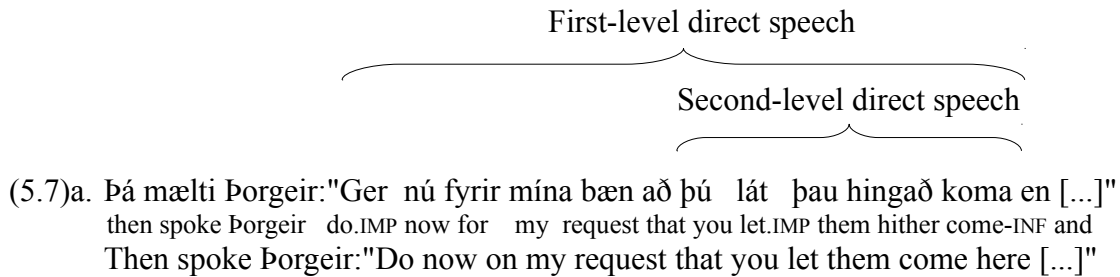 First-level direct speech
Second-level direct speech
(5.7)a. Þá mælti Þorgeir:"Ger nú fyrir mína bæn að þú lát þau hingað koma en [...]"
then spoke Þorgeir do.IMP now for my request that you let.IMP them hither come-INF and
Then spoke Þorgeir:"Do now on my request that you let them come here [...]"